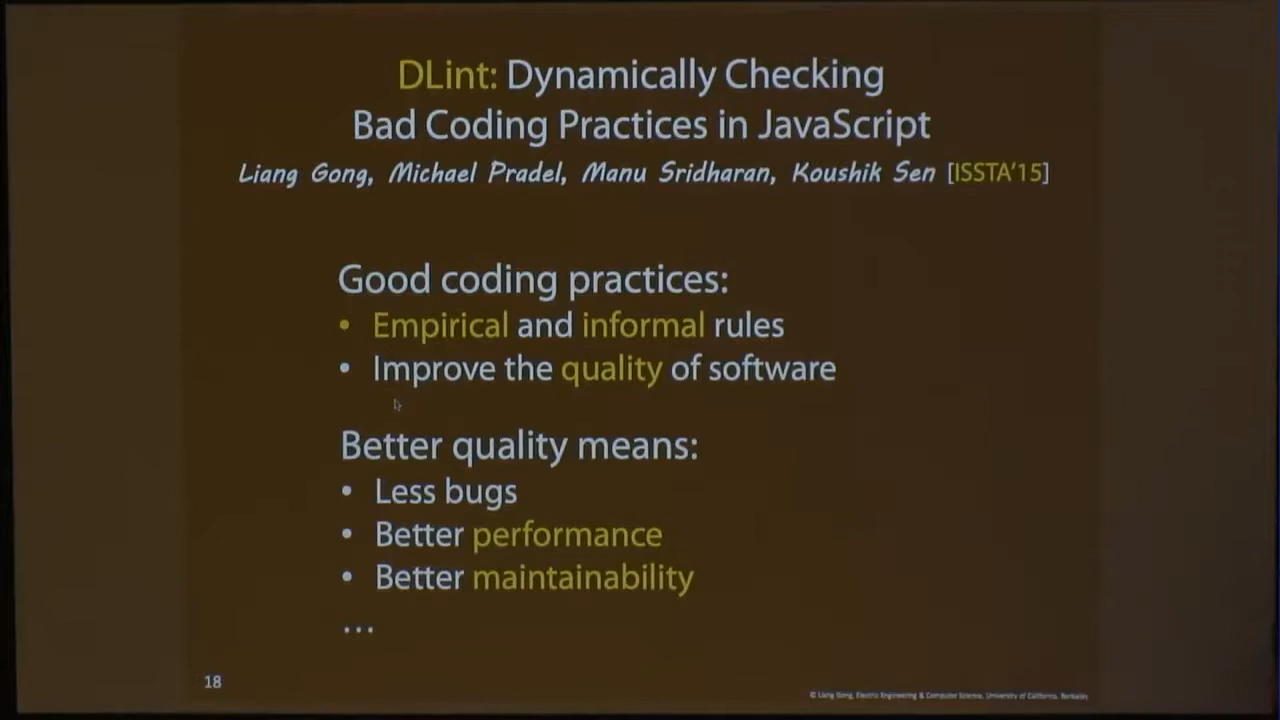 DLint: Dynamically Checking
Bad Coding Practices in JavaScript
Liang Gong, Michael Pradel, Manu Sridharan, Koushik Sen [ISSTA'15]
Good coding practices:
• Empirical and informal rules
• Improve the quality of software
Better quality means:
• Less bugs
• Better performance
• Better maintainability
...
18
© Liang Gong, Electric Engineering & Computer Science, University of California, Berkeley